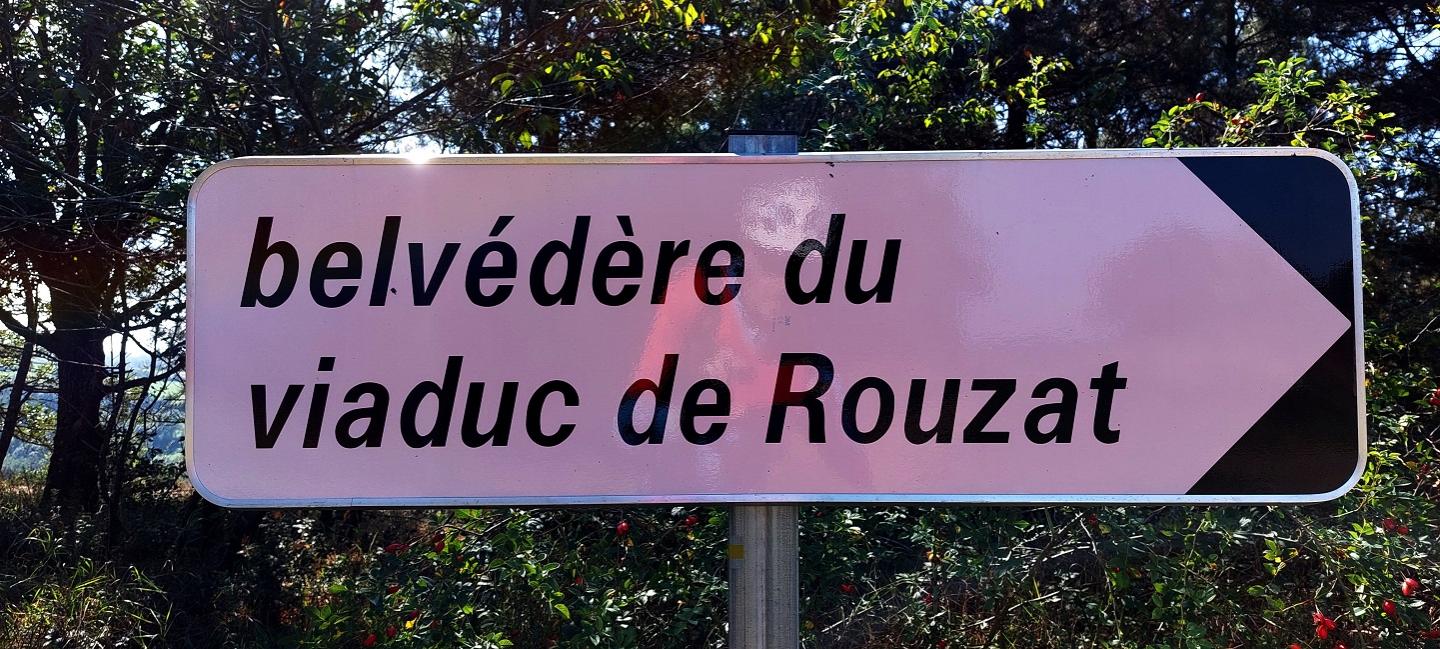 belvédère du
viaduc de Rouzat